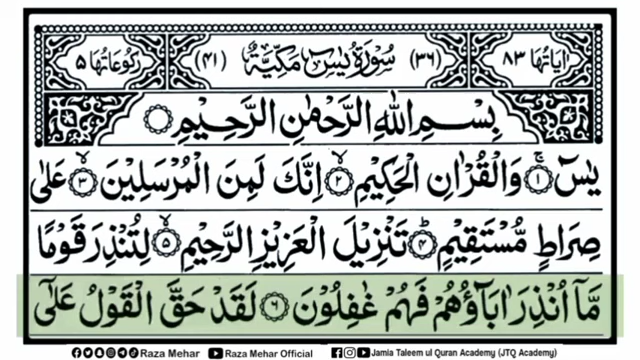 اٰيَاتُهَا ٨٣ (٣٦) سُوْرَةُ يٰسٓ مَكِّيَّةٌ (٤١) رُكُوْعَاتُهَا ٥
بِسْمِ اللّٰهِ الرَّحْمٰنِ الرَّحِيْمِ
يٰسٓ ۝١ۚ وَالْقُرْاٰنِ الْحَكِيْمِ ۝٢ۙ اِنَّكَ لَمِنَ الْمُرْسَلِيْنَ ۝٣ۙ عَلٰى
صِرَاطٍ مُّسْتَقِيْمٍ ۝٤ؕ تَنْزِيْلَ الْعَزِيْزِ الرَّحِيْمِ ۝٥ۙ لِتُنْذِرَ قَوْمًا
مَّآ اُنْذِرَ اٰبَآؤُهُمْ فَهُمْ غٰفِلُوْنَ ۝٦ لَقَدْ حَقَّ الْقَوْلُ عَلٰٓى
Raza Mehar Raza Mehar Official Jamia Taleem ul Quran Academy (JTQ Academy)